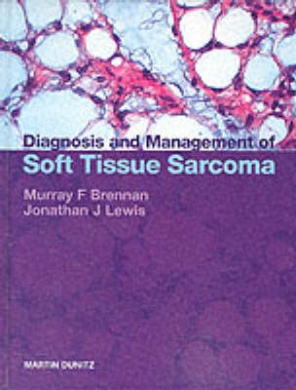 Diagnosis and Management of
Soft Tissue Sarcoma
Murray F Brennan
Jonathan J Lewis
MARTIN DUNITZ